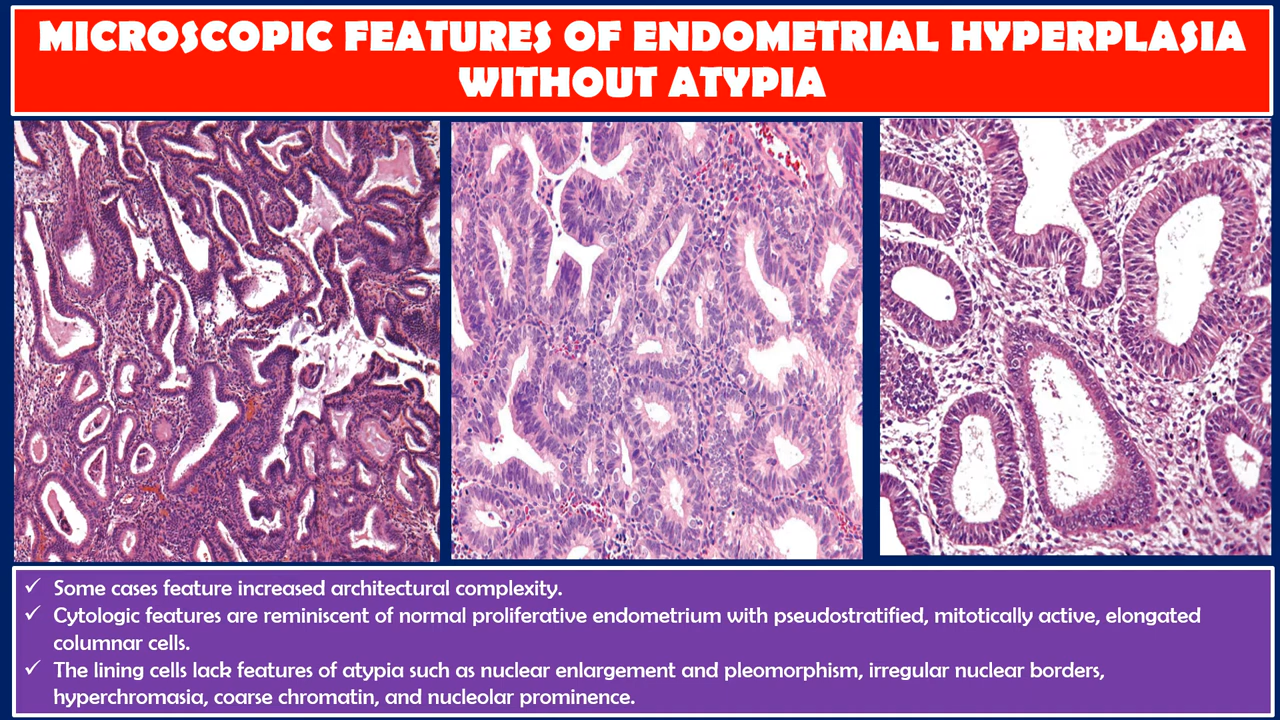 MICROSCOPIC FEATURES OF ENDOMETRIAL HYPERPLASIA
WITHOUT ATYPIA
✓ Some cases feature increased architectural complexity.
✓ Cytologic features are reminiscent of normal proliferative endometrium with pseudostratified, mitotically active, elongated
columnar cells.
✓ The lining cells lack features of atypia such as nuclear enlargement and pleomorphism, irregular nuclear borders,
hyperchromasia, coarse chromatin, and nucleolar prominence.